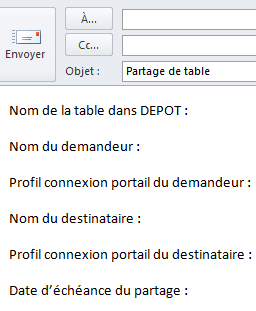 À...
Cc...
Envoyer
Objet :
Partage de table
Nom de la table dans DEPOT :
Nom du demandeur :
Profil connexion portail du demandeur :
Nom du destinataire :
Profil connexion portail du destinataire :
Date d’échéance du partage :